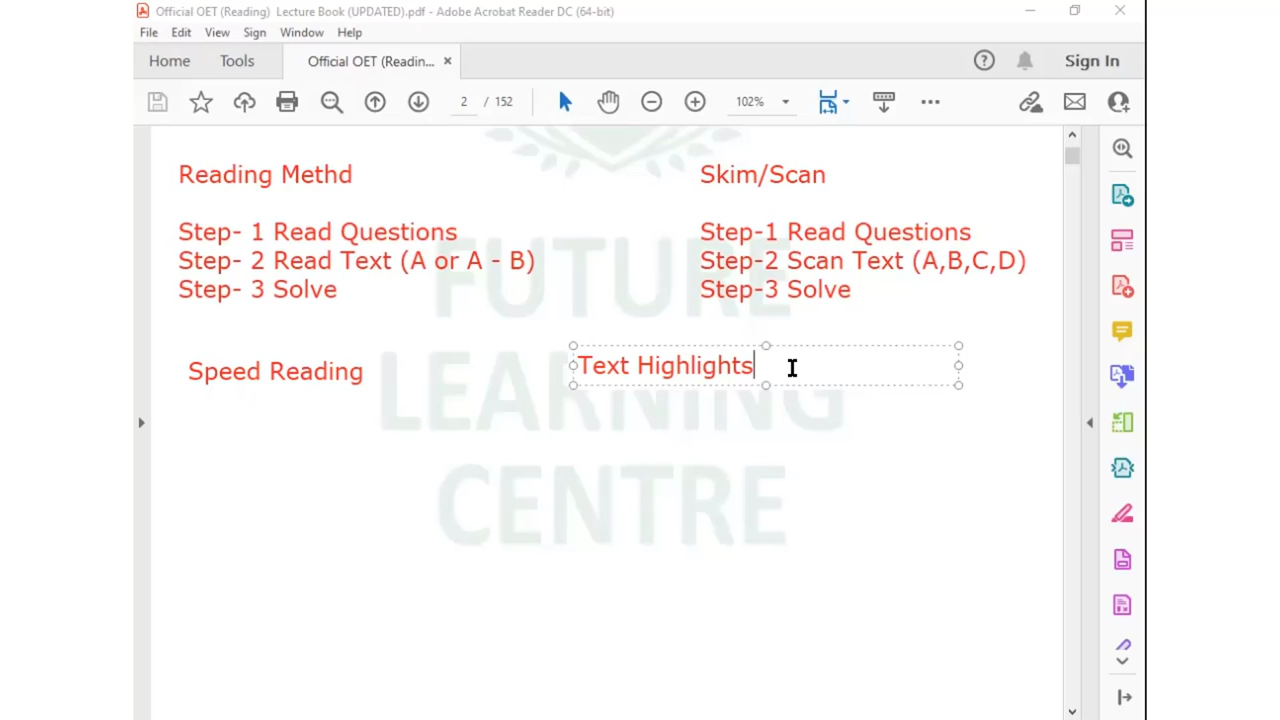 Official OET (Reading) Lecture Book (UPDATED).pdf - Adobe Acrobat Reader DC (64-bit)
File Edit View Sign Window Help
Home Tools Official OET (Readin... × Sign In
2 / 152 102%
Reading Methd
Step- 1 Read Questions
Step- 2 Read Text (A or A - B)
Step- 3 Solve
Skim/Scan
Step-1 Read Questions
Step-2 Scan Text (A,B,C,D)
Step-3 Solve
Speed Reading
Text Highlights
FUTURE
LEARNING
CENTRE